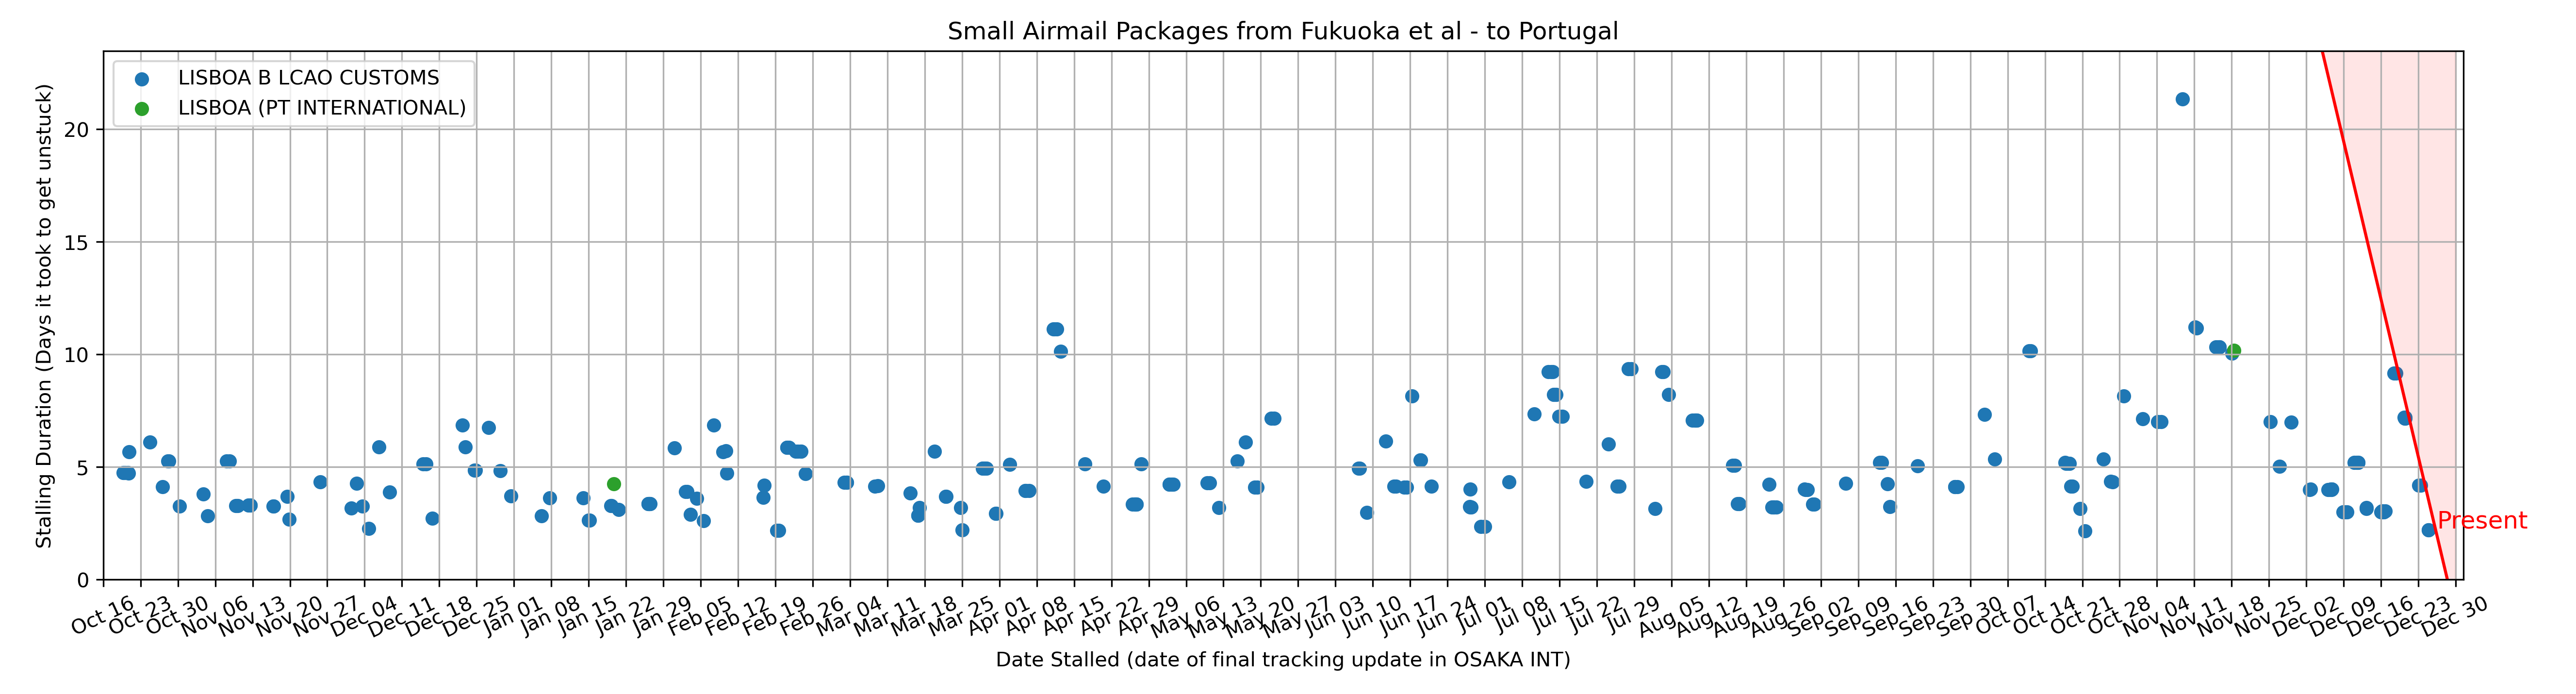 Small Airmail Packages from Fukuoka et al - to Portugal
LISBOA B LCAO CUSTOMS
LISBOA (PT INTERNATIONAL)
Stalling Duration (Days it took to get unstuck)
20
15
10
5
0
Present
Oct 16 Oct 23 Oct 30 Nov 06 Nov 13 Nov 20 Nov 27 Dec 04 Dec 11 Dec 18 Dec 25 Jan 01 Jan 08 Jan 15 Jan 22 Jan 29 Feb 05 Feb 12 Feb 19 Feb 26 Mar 04 Mar 11 Mar 18 Mar 25 Apr 01 Apr 08 Apr 15 Apr 22 Apr 29 May 06 May 13 May 20 May 27 Jun 03 Jun 10 Jun 17 Jun 24 Jul 01 Jul 08 Jul 15 Jul 22 Jul 29 Aug 05 Aug 12 Aug 19 Aug 26 Sep 02 Sep 09 Sep 16 Sep 23 Sep 30 Oct 07 Oct 14 Oct 21 Oct 28 Nov 04 Nov 11 Nov 18 Nov 25 Dec 02 Dec 09 Dec 16 Dec 23 Dec 30
Date Stalled (date of final tracking update in OSAKA INT)